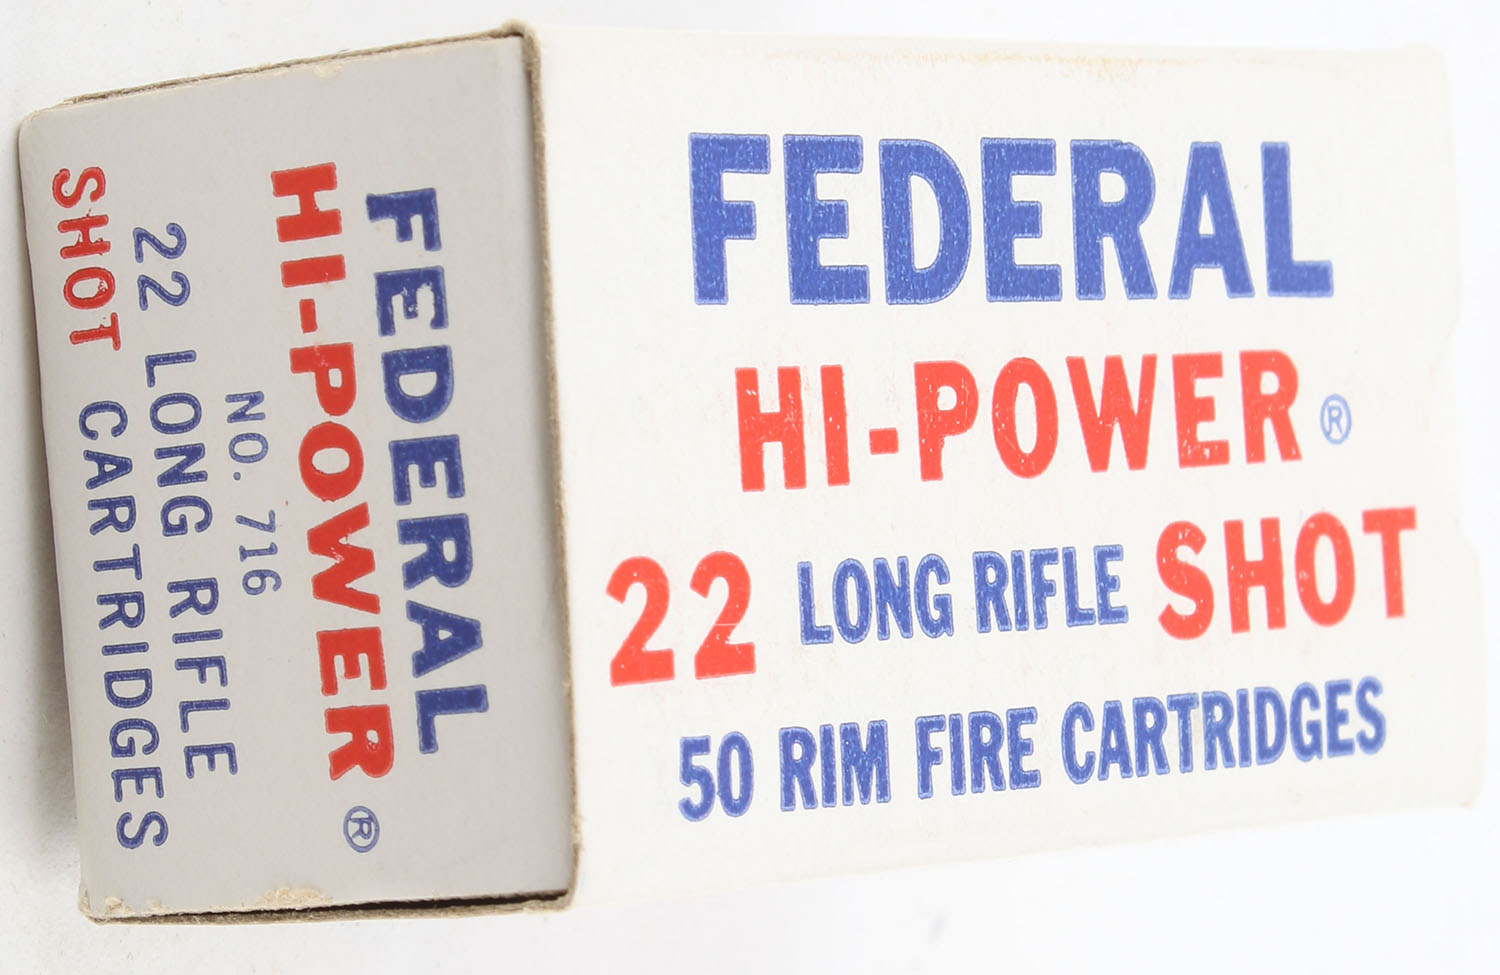 FEDERAL
HI-POWER®
22 LONG RIFLE SHOT
50 RIM FIRE CARTRIDGES
FEDERAL
HI-POWER®
NO. 716
22 LONG RIFLE
SHOT CARTRIDGES